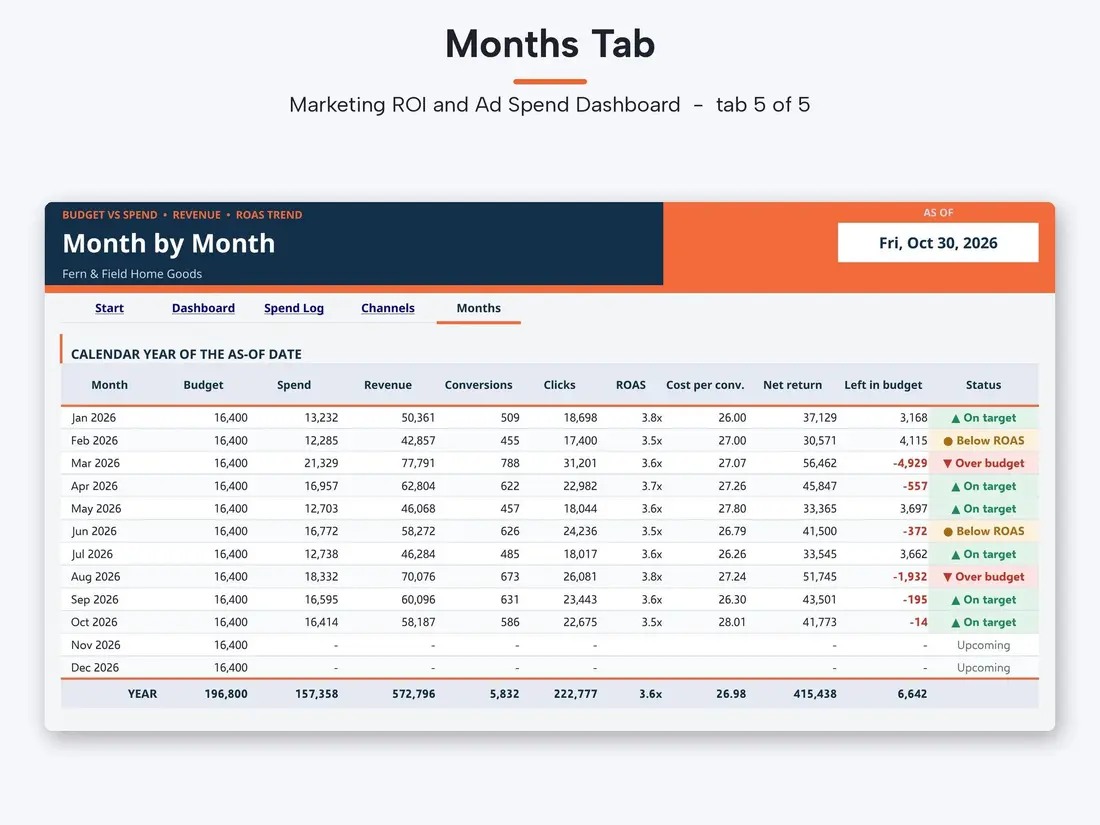 Months Tab
Marketing ROI and Ad Spend Dashboard - tab 5 of 5
BUDGET VS SPEND • REVENUE • ROAS TREND
Month by Month
Fern & Field Home Goods
AS OF
Fri, Oct 30, 2026
Start Dashboard Spend Log Channels Months
CALENDAR YEAR OF THE AS-OF DATE
Month Budget Spend Revenue Conversions Clicks ROAS Cost per conv. Net return Left in budget Status
Jan 2026 16,400 13,232 50,361 509 18,698 3.8x 26.00 37,129 3,168 ▲ On target
Feb 2026 16,400 12,285 42,857 455 17,400 3.5x 27.00 30,571 4,115 ● Below ROAS
Mar 2026 16,400 21,329 77,791 788 31,201 3.6x 27.07 56,462 -4,929 ▼ Over budget
Apr 2026 16,400 16,957 62,804 622 22,982 3.7x 27.26 45,847 -557 ▲ On target
May 2026 16,400 12,703 46,068 457 18,044 3.6x 27.80 33,365 3,697 ▲ On target
Jun 2026 16,400 16,772 58,272 626 24,236 3.5x 26.79 41,500 -372 ● Below ROAS
Jul 2026 16,400 12,738 46,284 485 18,017 3.6x 26.26 33,545 3,662 ▲ On target
Aug 2026 16,400 18,332 70,076 673 26,081 3.8x 27.24 51,745 -1,932 ▼ Over budget
Sep 2026 16,400 16,595 60,096 631 23,443 3.6x 26.30 43,501 -195 ▲ On target
Oct 2026 16,400 16,414 58,187 586 22,675 3.5x 28.01 41,773 -14 ▲ On target
Nov 2026 16,400 - - - - - - Upcoming
Dec 2026 16,400 - - - - - - Upcoming
YEAR 196,800 157,358 572,796 5,832 222,777 3.6x 26.98 415,438 6,642